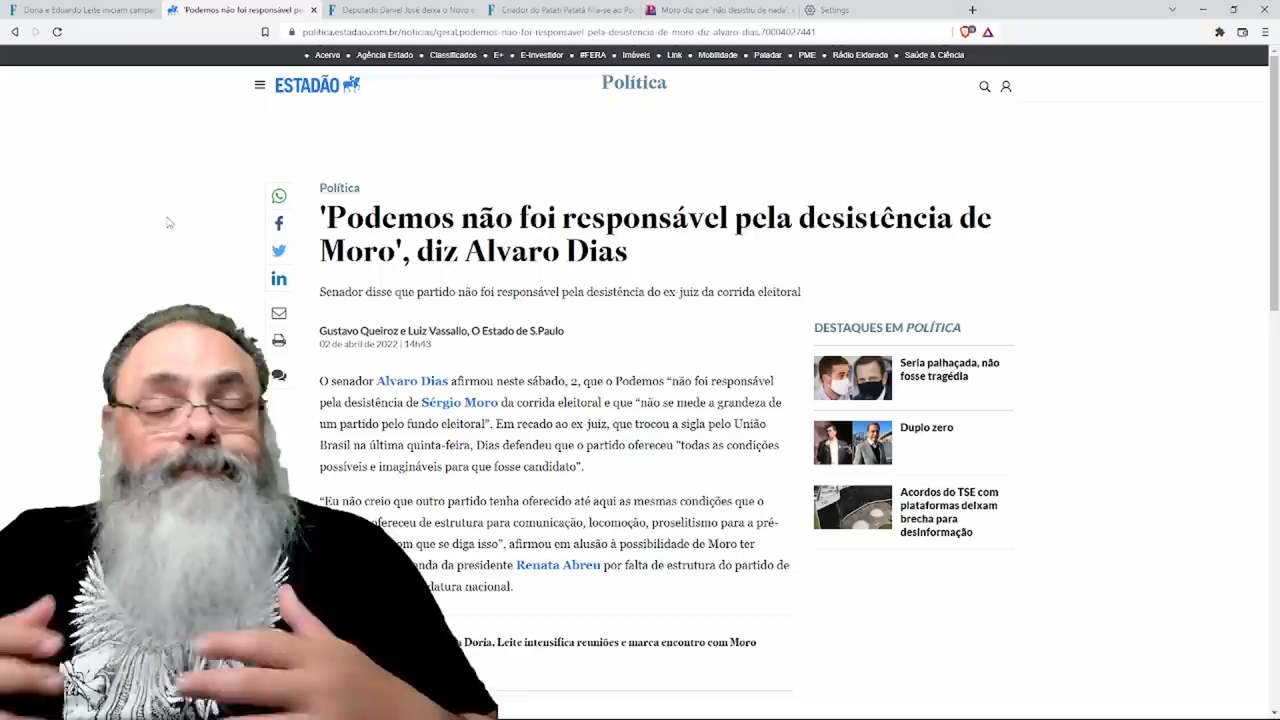 Doria e Eduardo Leite iniciam campan
'Podemos não foi responsável pe
Deputado Daniel José deixa o Novo e
Criador do Patati Patatá filia-se ao Po
Moro diz que 'não desistiu de nada', c
Settings
politica.estadao.com.br/noticias/geral,podemos-nao-foi-responsavel-pela-desistencia-de-moro-diz-alvaro-dias,70004027441
• Acervo • Agência Estado • Classificados • E+ • E-Investidor • #FERA • Imóveis • Link • Mobilidade • Paladar • PME • Rádio Eldorado • Saúde & Ciência
ESTADÃO
Política
Política
'Podemos não foi responsável pela desistência de
Moro', diz Alvaro Dias
Senador disse que partido não foi responsável pela desistência do ex-juiz da corrida eleitoral
Gustavo Queiroz e Luiz Vassallo, O Estado de S.Paulo
02 de abril de 2022 | 14h43
O senador Alvaro Dias afirmou neste sábado, 2, que o Podemos “não foi responsável
pela desistência de Sérgio Moro da corrida eleitoral e que “não se mede a grandeza de
um partido pelo fundo eleitoral”. Em recado ao ex-juiz, que trocou a sigla pelo União
Brasil na última quinta-feira, Dias defendeu que o partido ofereceu "todas as condições
possíveis e imagináveis para que fosse candidato".
“Eu não creio que outro partido tenha oferecido até aqui as mesmas condições que o
ofereceu de estrutura para comunicação, locomoção, proselitismo para a pré-
om que se diga isso”, afirmou em alusão à possibilidade de Moro ter
anda da presidente Renata Abreu por falta de estrutura do partido de
datura nacional.
Doria, Leite intensifica reuniões e marca encontro com Moro
DESTAQUES EM POLÍTICA
Seria palhaçada, não
fosse tragédia
Duplo zero
Acordos do TSE com
plataformas deixam
brecha para
desinformação